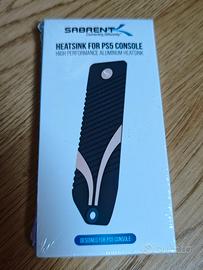 SABRENT
HEATSINK FOR PS5 CONSOLE
HIGH PERFORMANCE ALUMINUM HEATSINK
DESIGNED FOR PS5 CONSOLE